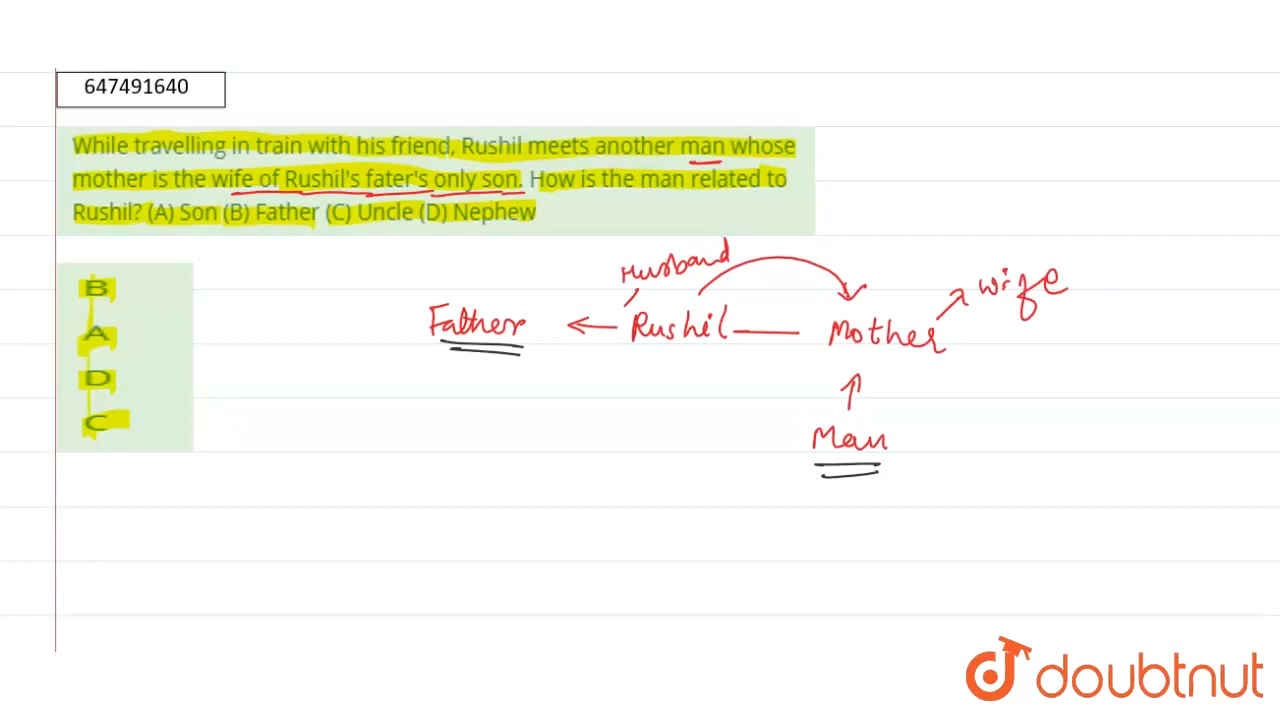 647491640
While travelling in train with his friend, Rushil meets another man whose
mother is the wife of Rushil's fater's only son. How is the man related to
Rushil? (A) Son (B) Father (C) Uncle (D) Nephew
B
A
D
C
Husband
wife
Father
Rushil
Mother
Man
doubtnut